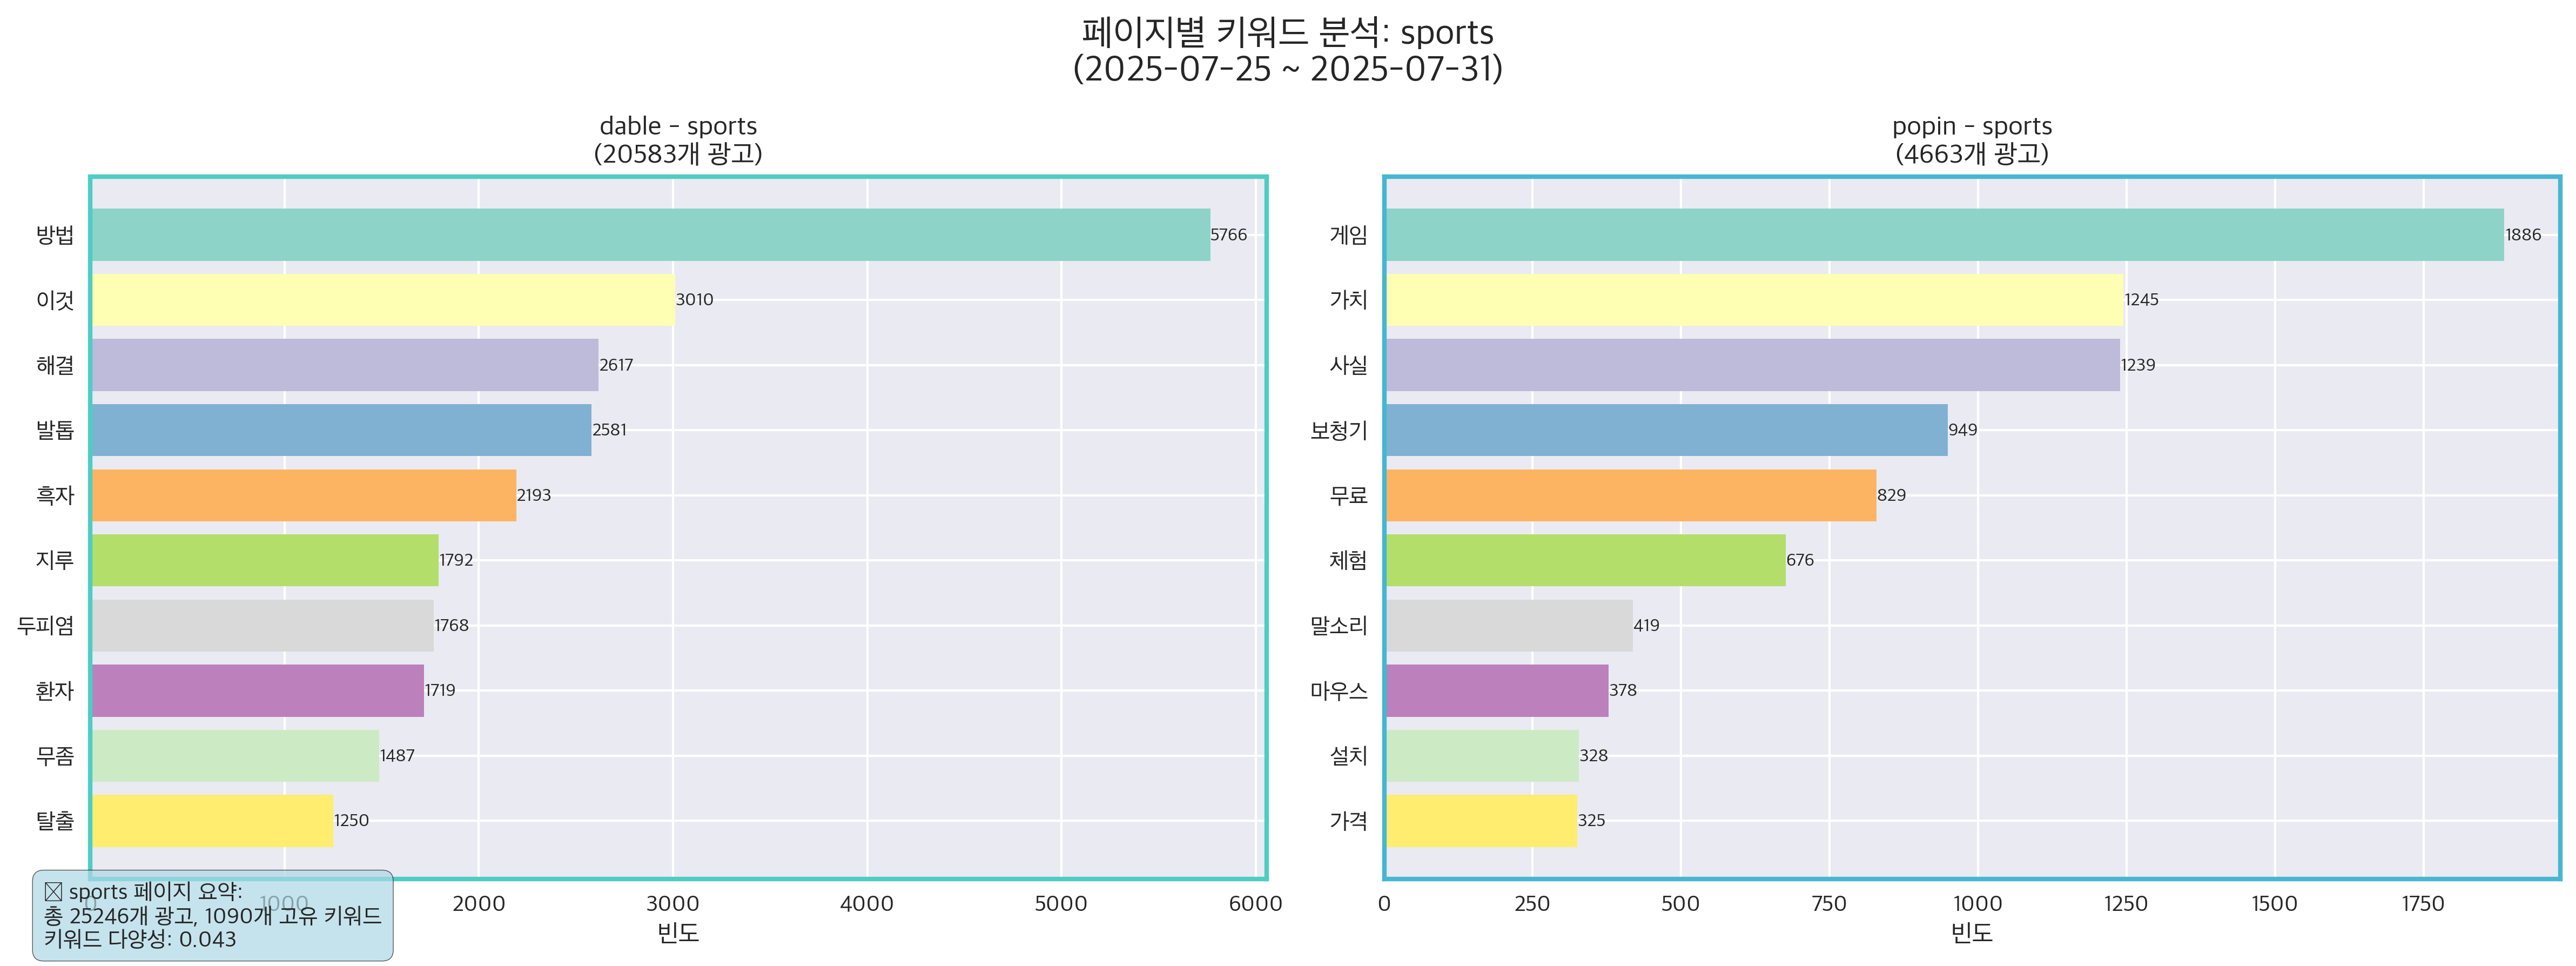 페이지별 키워드 분석: sports
(2025-07-25 ~ 2025-07-31)
dable - sports
(20583개 광고)
방법 5766
이것 3010
해결 2617
발톱 2581
흑자 2193
지루 1792
두피염 1768
환자 1719
무좀 1487
탈출 1250
0 1000 2000 3000 4000 5000 6000
빈도
popin - sports
(4663개 광고)
게임 1886
가치 1245
사실 1239
보청기 949
무료 829
체험 676
말소리 419
마우스 378
설치 328
가격 325
0 250 500 750 1000 1250 1500 1750
빈도
sports 페이지 요약:
총 25246개 광고, 1090개 고유 키워드
키워드 다양성: 0.043